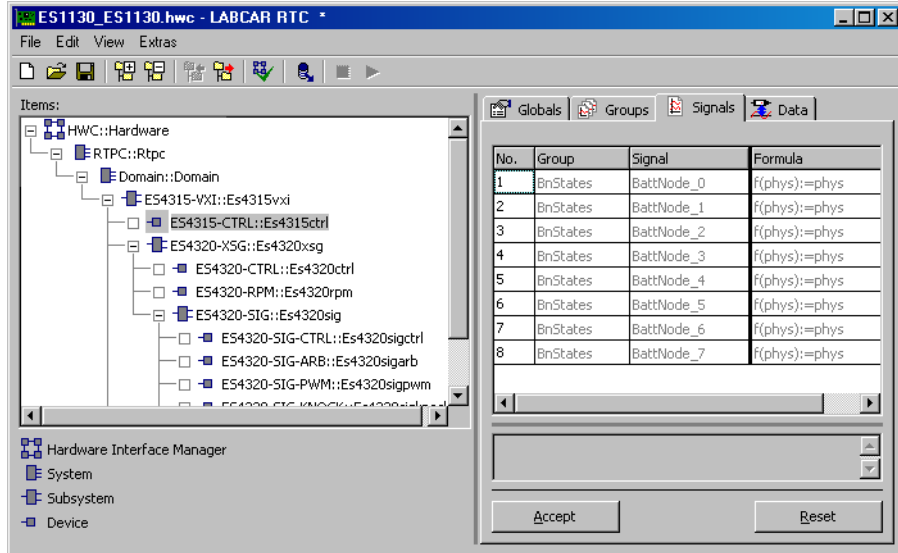 ES1130_ES1130.hwc - LABCAR RTC *
File Edit View Extras
Items:
HWC::Hardware
RTPC::Rtpc
Domain::Domain
ES4315-VXI::Es4315vxi
ES4315-CTRL::Es4315ctrl
ES4320-XSG::Es4320xsg
ES4320-CTRL::Es4320ctrl
ES4320-RPM::Es4320rpm
ES4320-SIG::Es4320sig
ES4320-SIG-CTRL::Es4320sigctrl
ES4320-SIG-ARB::Es4320sigarb
ES4320-SIG-PWM::Es4320sigpwm
Hardware Interface Manager
System
Subsystem
Device
Globals Groups Signals Data
No. Group Signal Formula
1 BnStates BattNode_0 f(phys):=phys
2 BnStates BattNode_1 f(phys):=phys
3 BnStates BattNode_2 f(phys):=phys
4 BnStates BattNode_3 f(phys):=phys
5 BnStates BattNode_4 f(phys):=phys
6 BnStates BattNode_5 f(phys):=phys
7 BnStates BattNode_6 f(phys):=phys
8 BnStates BattNode_7 f(phys):=phys
Accept Reset